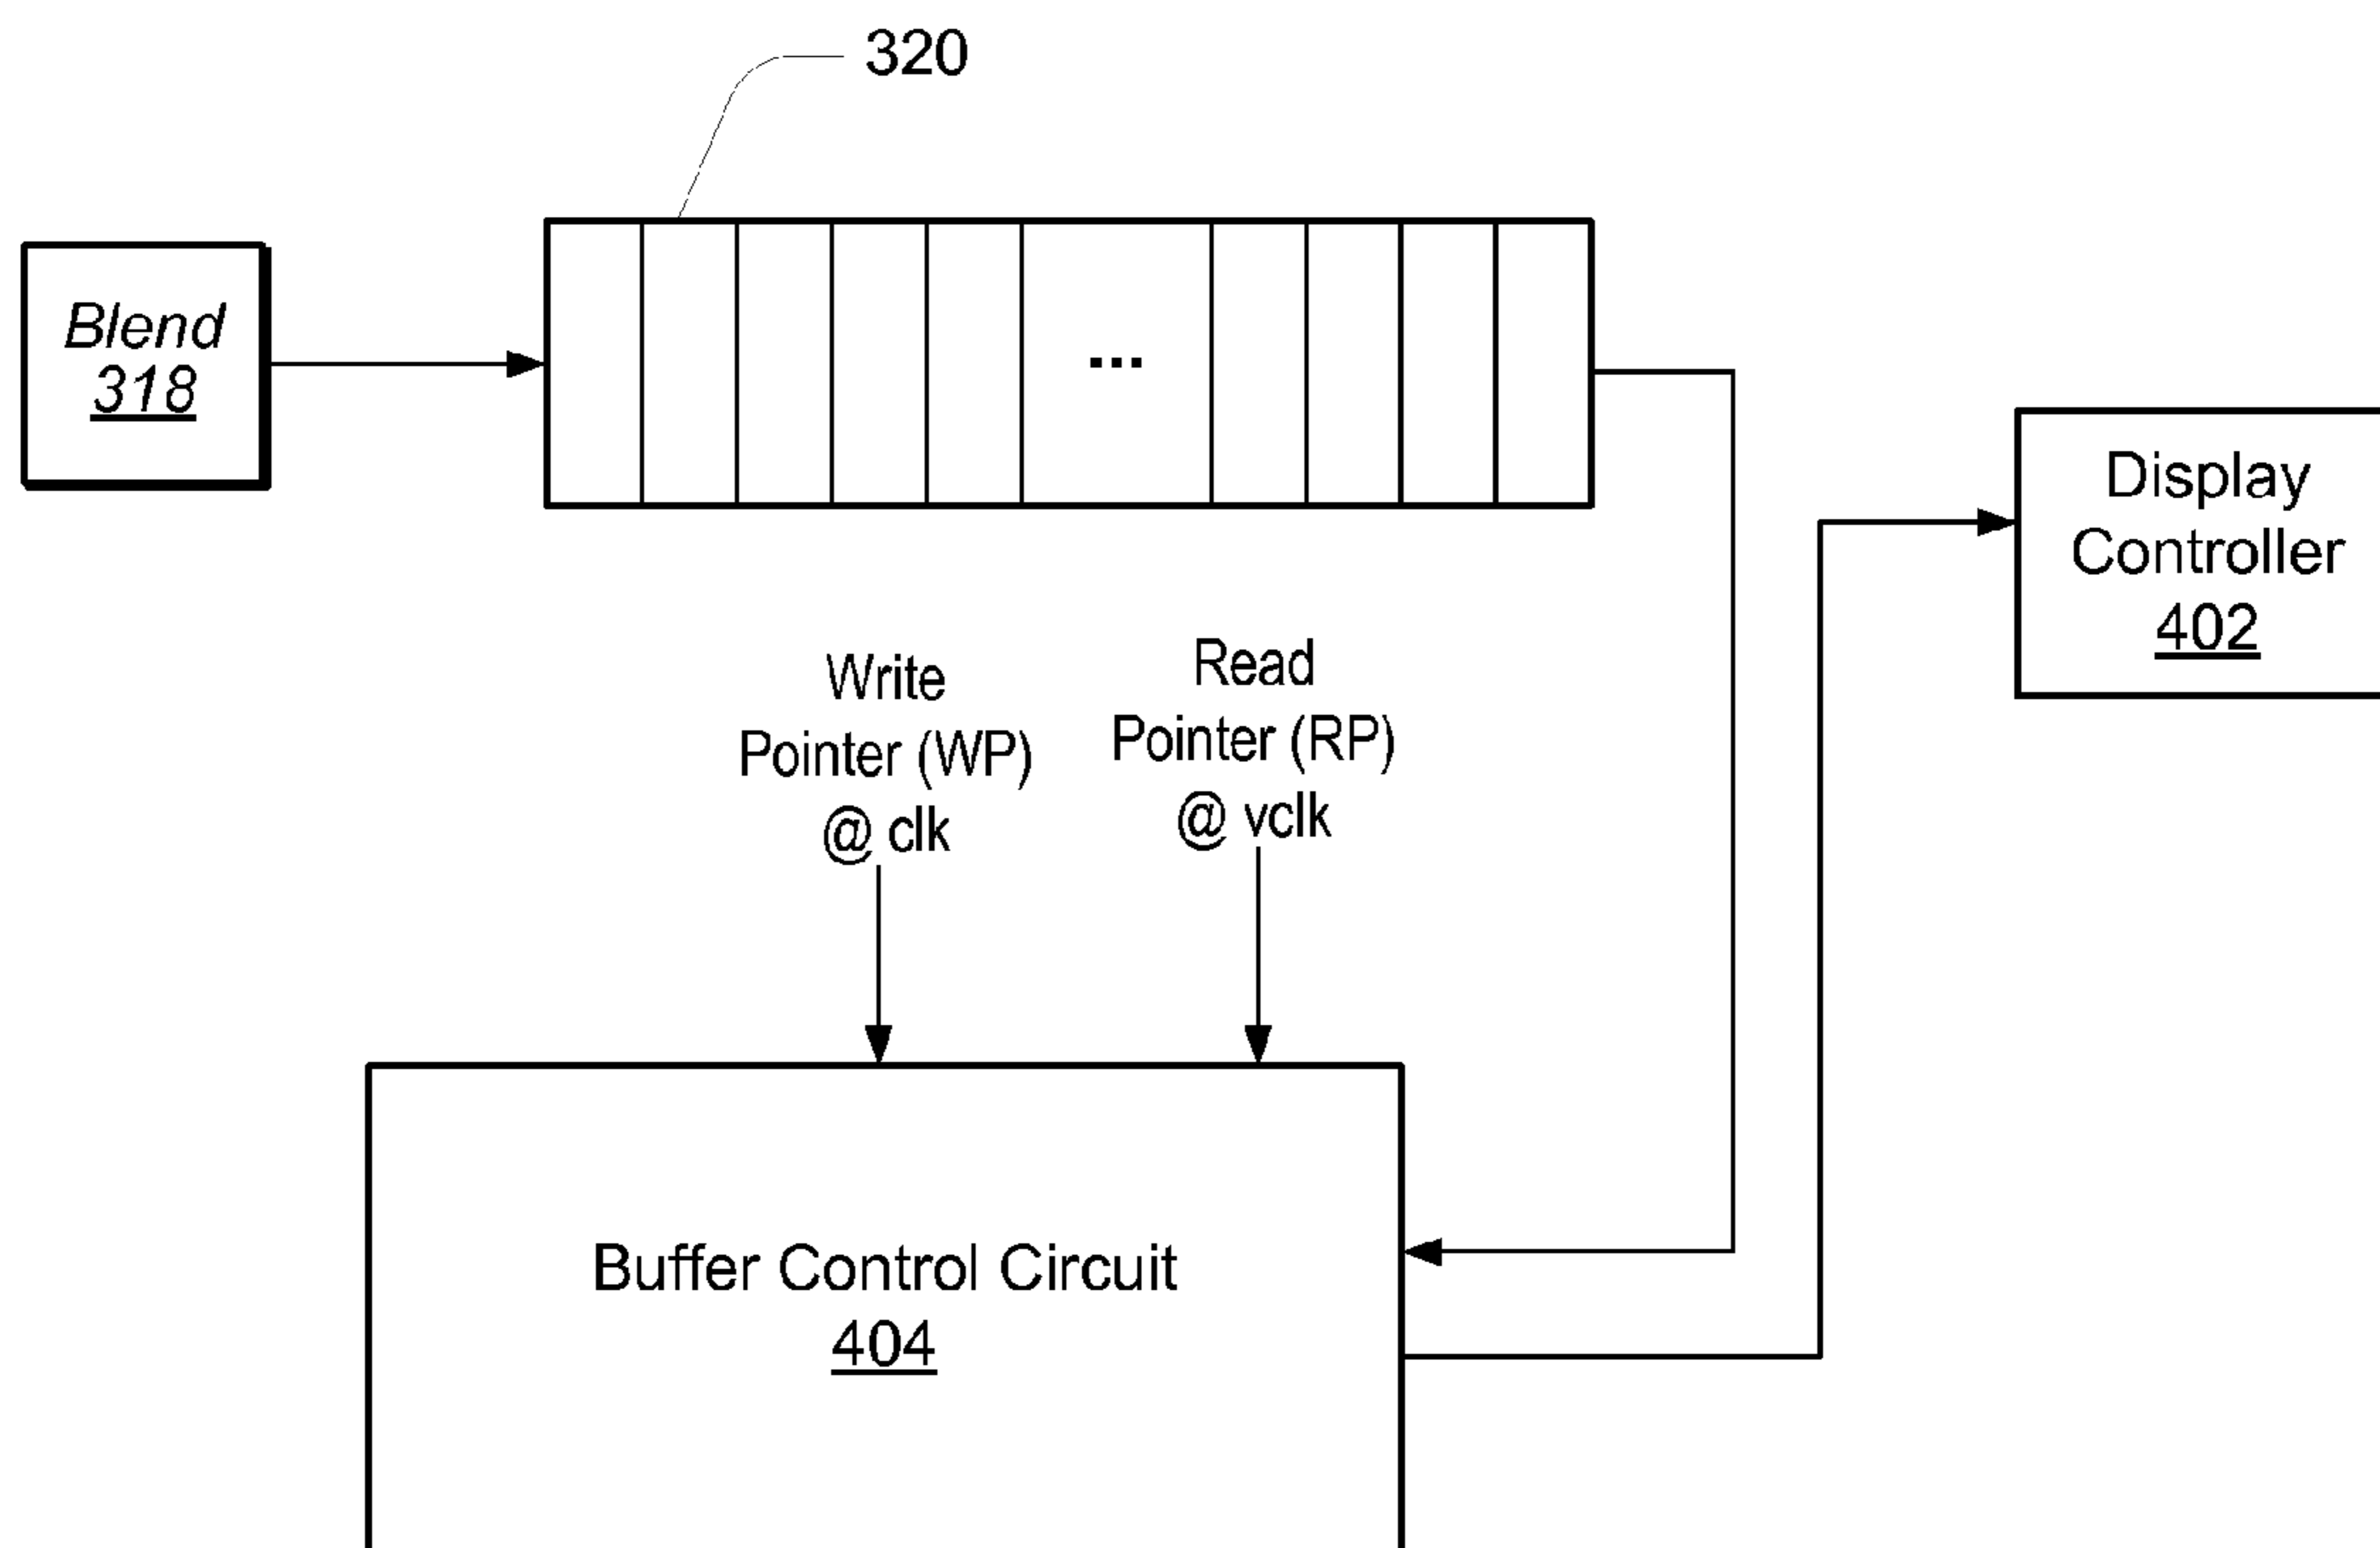 320
Blend
318
...
Display
Controller
402
Write
Pointer (WP)
@ clk
Read
Pointer (RP)
@ vclk
Buffer Control Circuit
404